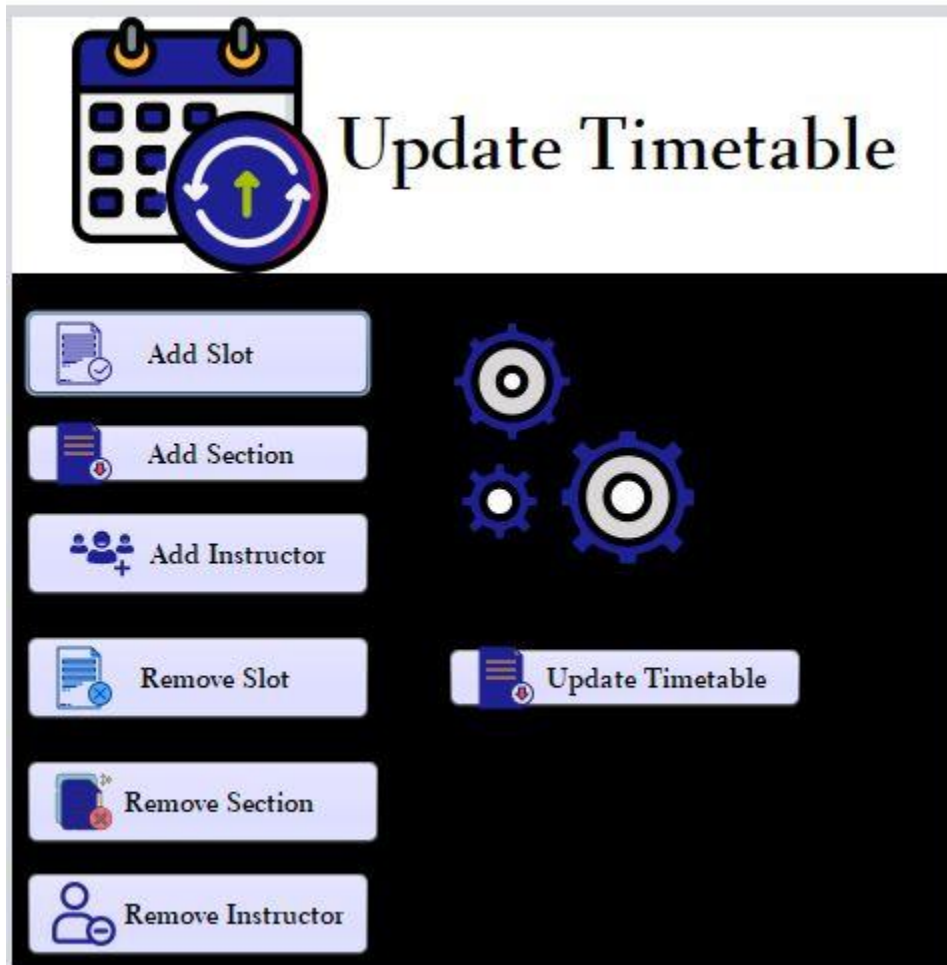 Update Timetable
Add Slot
Add Section
Add Instructor
Remove Slot
Update Timetable
Remove Section
Remove Instructor